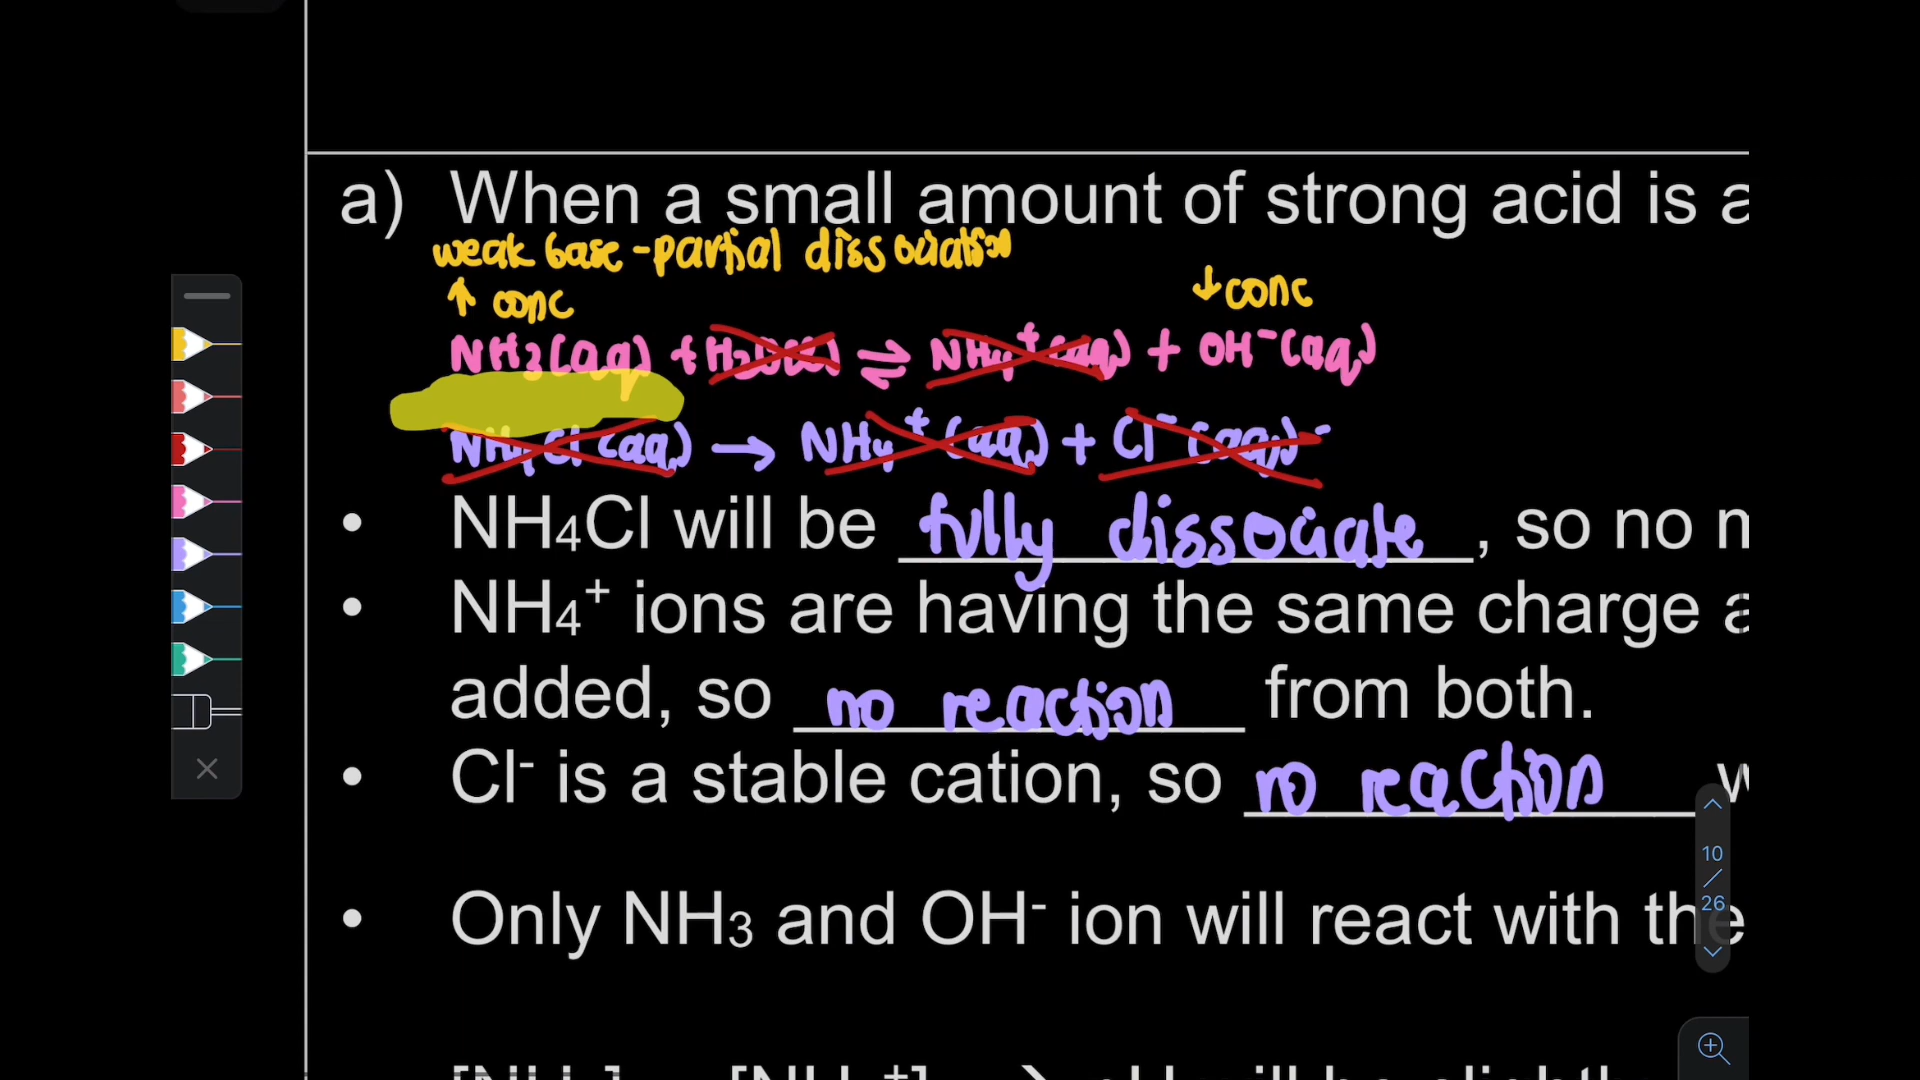 a) When a small amount of strong acid is a
weak base - partial dissociation
↑ conc
↓ conc
NH3(aq) + H2O(l) ⇌ NH4+(aq) + OH-(aq)
NH4Cl(aq) → NH4+(aq) + Cl-(aq)
• NH4Cl will be fully dissociate, so no m
• NH4+ ions are having the same charge a
added, so no reaction from both.
• Cl- is a stable cation, so no reaction w
• Only NH3 and OH- ion will react with the
10
/
26